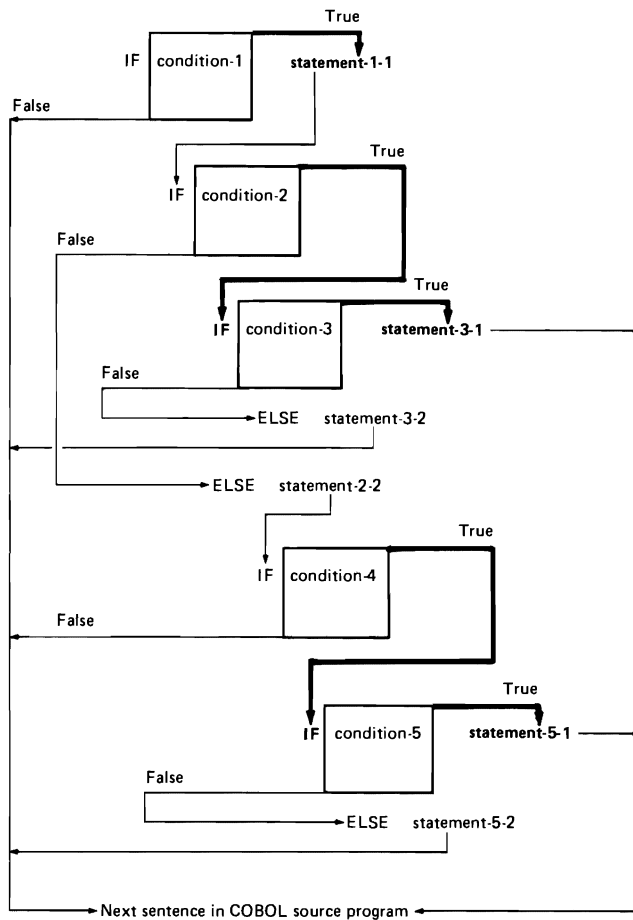 True
IF condition-1 statement-1-1
False
True
IF condition-2
False
True
IF condition-3 statement-3-1
False
ELSE statement-3-2
ELSE statement-2-2
True
IF condition-4
False
True
IF condition-5 statement-5-1
False
ELSE statement-5-2
Next sentence in COBOL source program